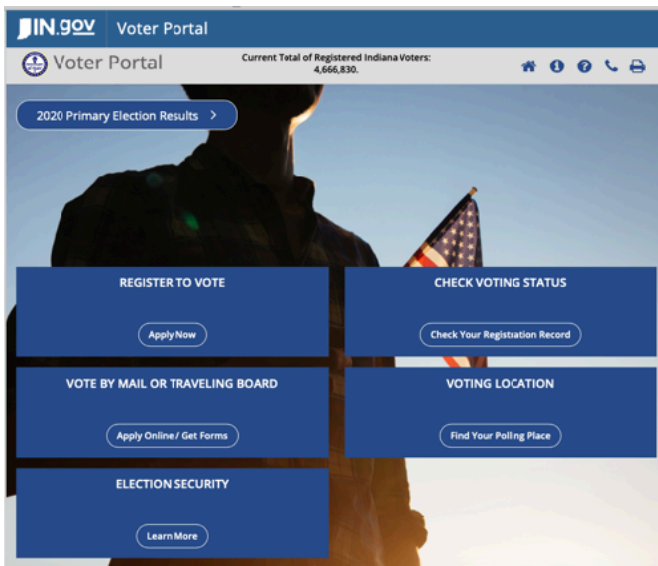 IN.gov Voter Portal
Voter Portal
Current Total of Registered Indiana Voters:
4,666,830.
2020 Primary Election Results >
REGISTER TO VOTE
Apply Now
CHECK VOTING STATUS
Check Your Registration Record
VOTE BY MAIL OR TRAVELING BOARD
Apply Online / Get Forms
VOTING LOCATION
Find Your Polling Place
ELECTION SECURITY
Learn More